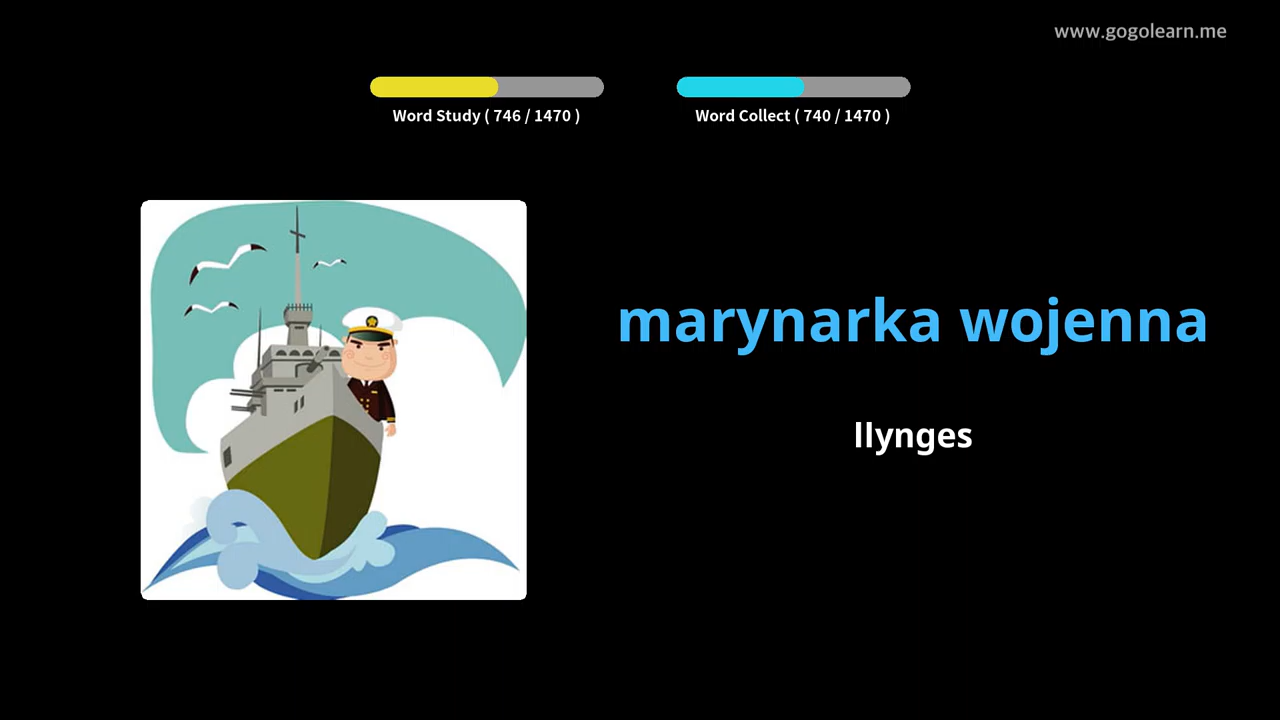 www.gogolearn.me
Word Study ( 746 / 1470 )
Word Collect ( 740 / 1470 )
marynarka wojenna
llynges